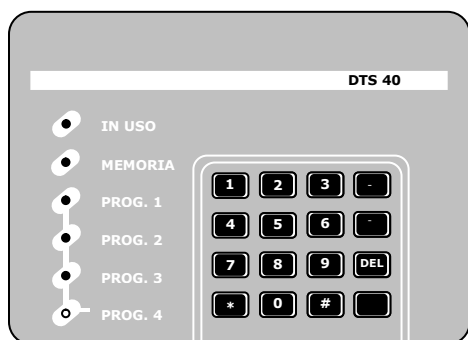 DTS 40
IN USO
MEMORIA
PROG. 1
PROG. 2
PROG. 3
PROG. 4
1 2 3 -
4 5 6 -
7 8 9 DEL
* 0 #